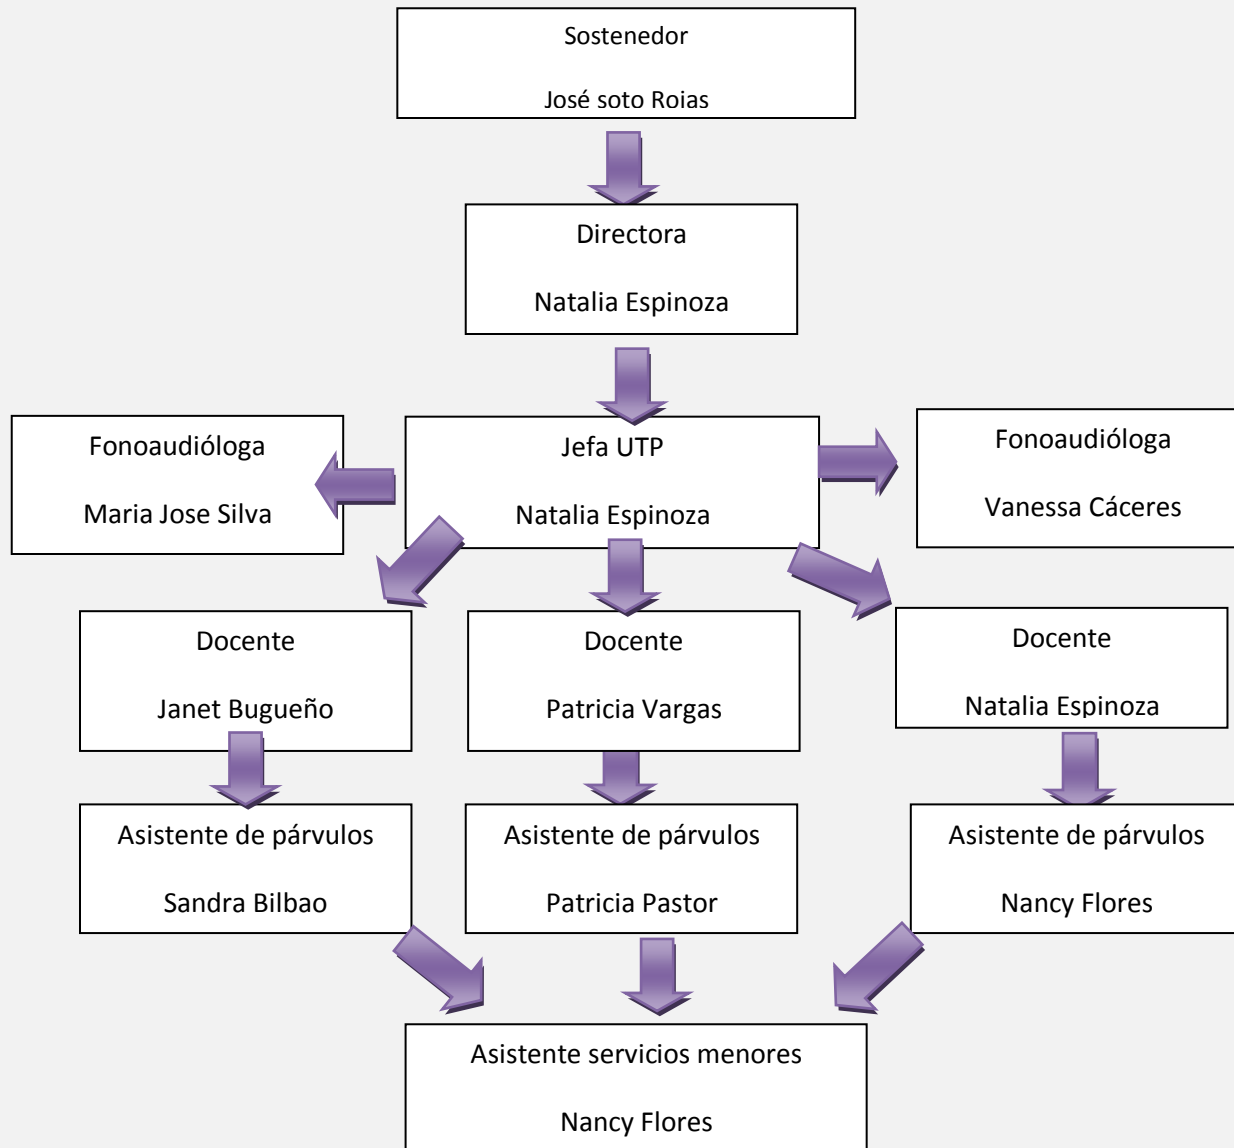 Sostenedor
José soto Roias
Directora
Natalia Espinoza
Fonoaudióloga
Maria Jose Silva
Jefa UTP
Natalia Espinoza
Fonoaudióloga
Vanessa Cáceres
Docente
Janet Bugueño
Docente
Patricia Vargas
Docente
Natalia Espinoza
Asistente de párvulos
Sandra Bilbao
Asistente de párvulos
Patricia Pastor
Asistente de párvulos
Nancy Flores
Asistente servicios menores
Nancy Flores